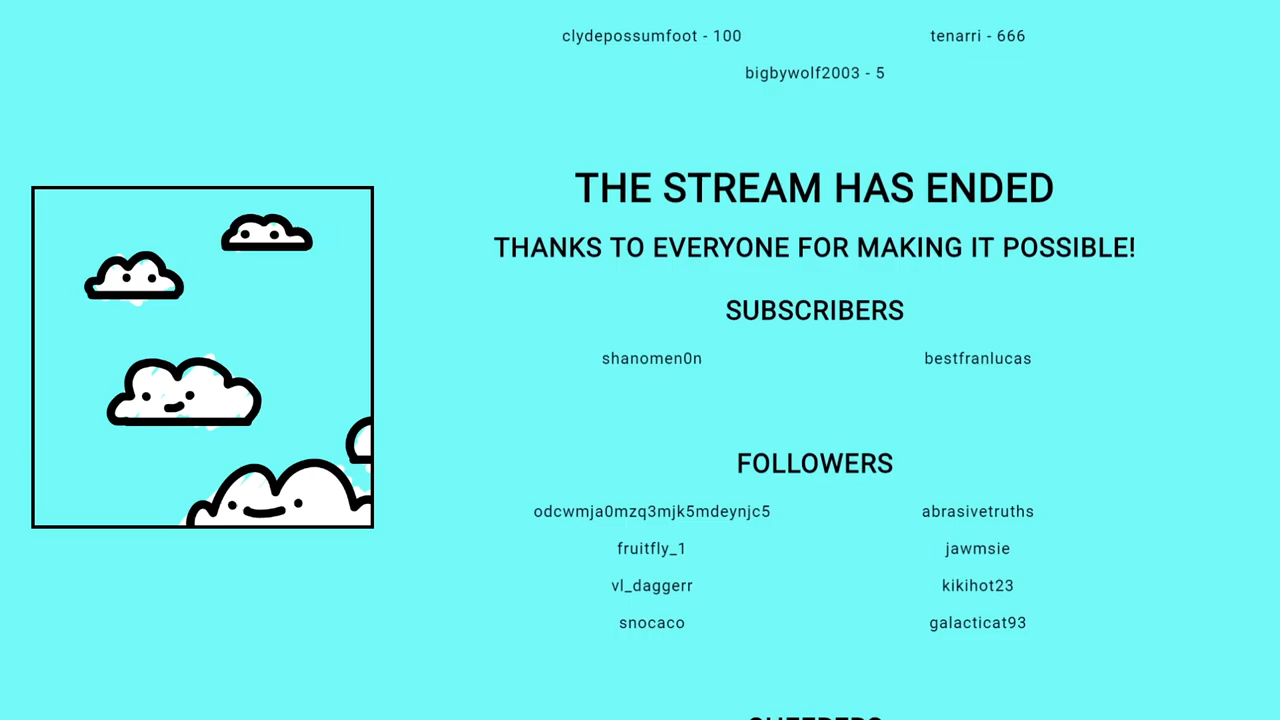 clydepossumfoot - 100 tenarri - 666
bigbywolf2003 - 5
THE STREAM HAS ENDED
THANKS TO EVERYONE FOR MAKING IT POSSIBLE!
SUBSCRIBERS
shanomen0n bestfranlucas
FOLLOWERS
odcwmja0mzq3mjk5mdeynjc5 abrasivetruths
fruitfly_1 jawmsie
vl_daggerr kikihot23
snocaco galacticat93